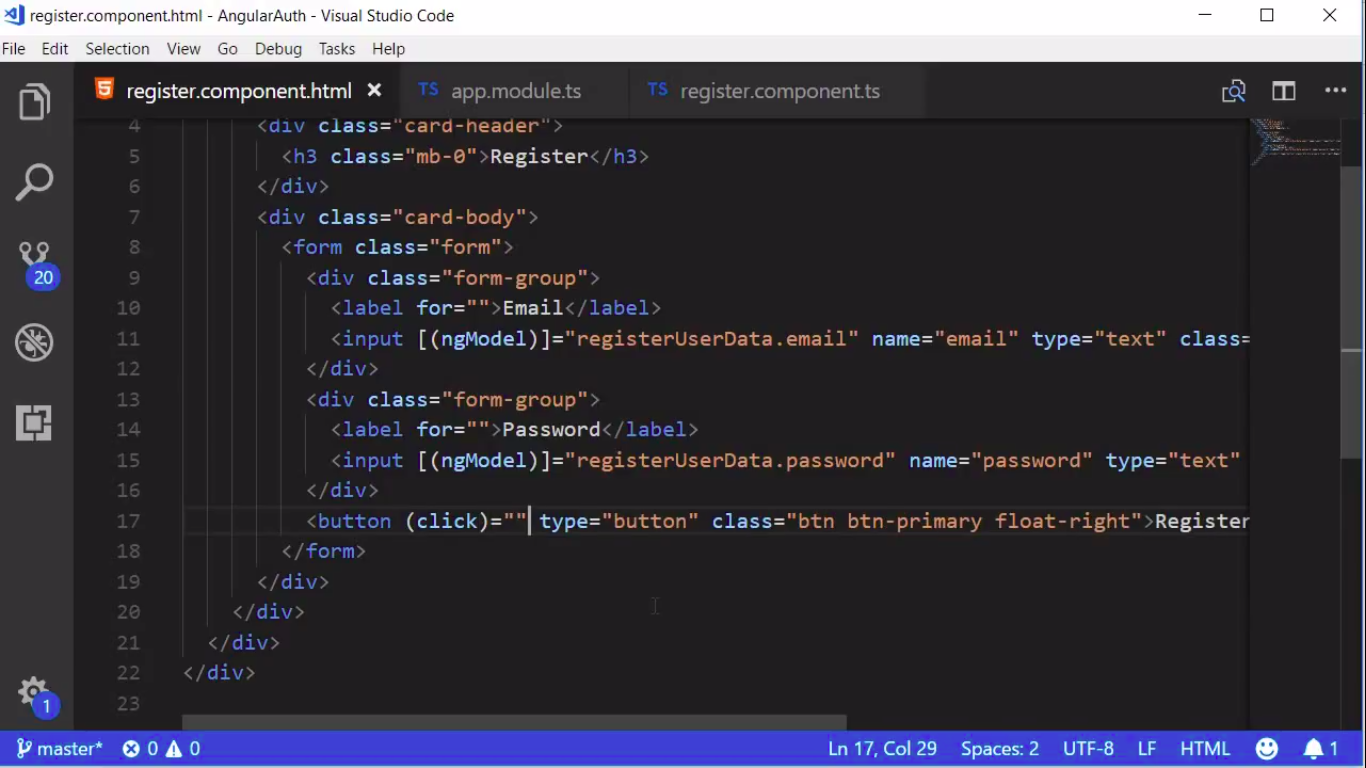 register.component.html - AngularAuth - Visual Studio Code
File Edit Selection View Go Debug Tasks Help
register.component.html TS app.module.ts TS register.component.ts
4 <div class="card-header">
5 <h3 class="mb-0">Register</h3>
6 </div>
7 <div class="card-body">
8 <form class="form">
9 <div class="form-group">
10 <label for="">Email</label>
11 <input [(ngModel)]="registerUserData.email" name="email" type="text" class=
12 </div>
13 <div class="form-group">
14 <label for="">Password</label>
15 <input [(ngModel)]="registerUserData.password" name="password" type="text"
16 </div>
17 <button (click)="" type="button" class="btn btn-primary float-right">Register
18 </form>
19 </div>
20 </div>
21 </div>
22 </div>
23
20
1
master* 0 0 Ln 17, Col 29 Spaces: 2 UTF-8 LF HTML 1